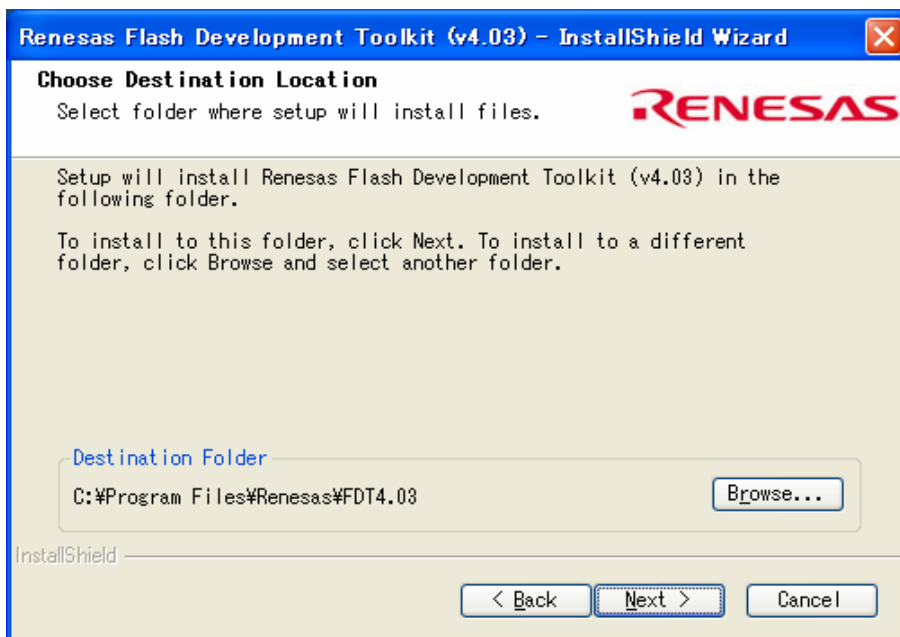 Renesas Flash Development Toolkit (v4.03) - InstallShield Wizard
Choose Destination Location
Select folder where setup will install files.
RENESAS
Setup will install Renesas Flash Development Toolkit (v4.03) in the
following folder.
To install to this folder, click Next. To install to a different
folder, click Browse and select another folder.
Destination Folder
C:¥Program Files¥Renesas¥FDT4.03
Browse...
InstallShield
< Back
Next >
Cancel